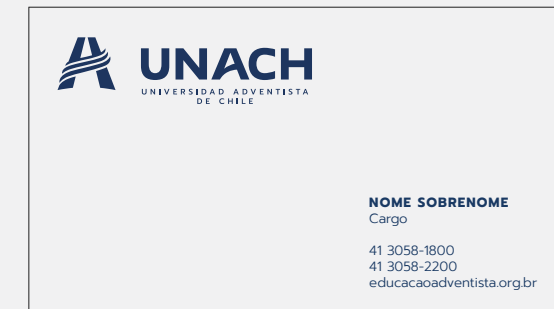 UNACH
UNIVERSIDAD ADVENTISTA
DE CHILE
NOME SOBRENOME
Cargo
41 3058-1800
41 3058-2200
educacaoadventista.org.br